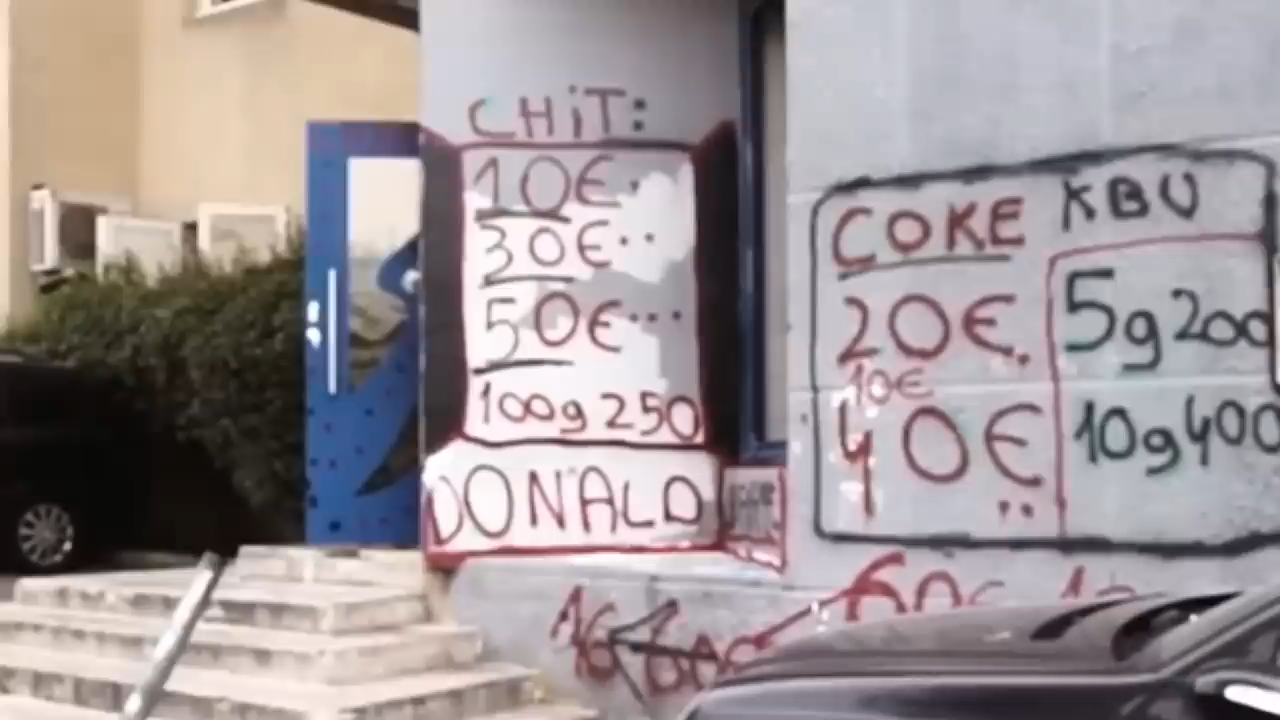 CHiT:
10€.
30€..
50€...
100g 250
DONALD
COKE KBU
20€.
10€
40€
..
5g 200
10g 400